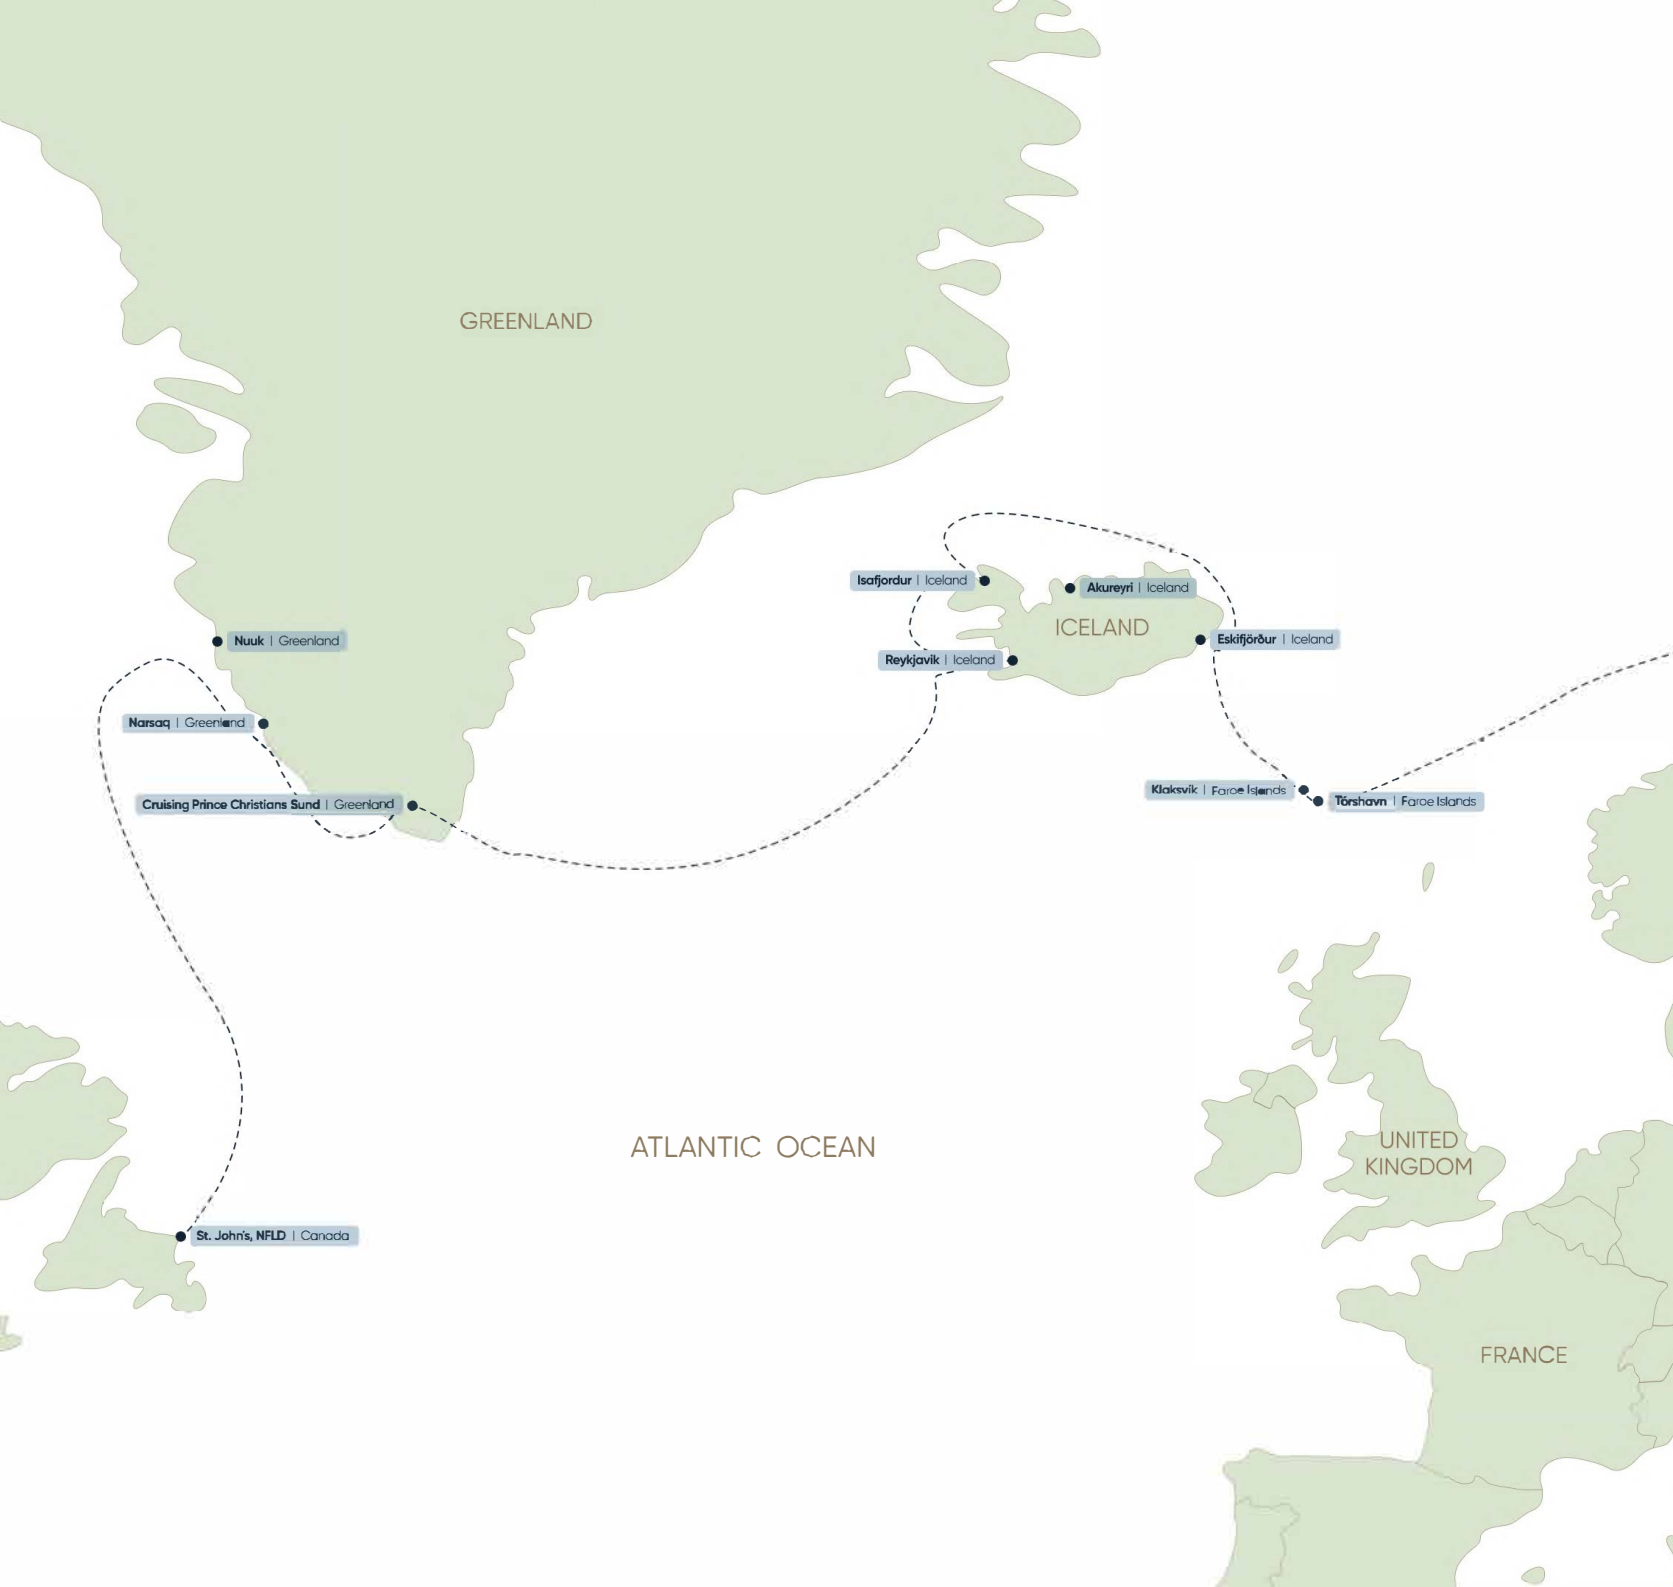 GREENLAND
Isafjordur | Iceland
Akureyri | Iceland
ICELAND
Nuuk | Greenland
Eskifjörður | Iceland
Reykjavik | Iceland
Narsaq | Greenland
Klaksvík | Faroe Islands
Tórshavn | Faroe Islands
Cruising Prince Christians Sund | Greenland
ATLANTIC OCEAN
UNITED
KINGDOM
St. John's, NFLD | Canada
FRANCE